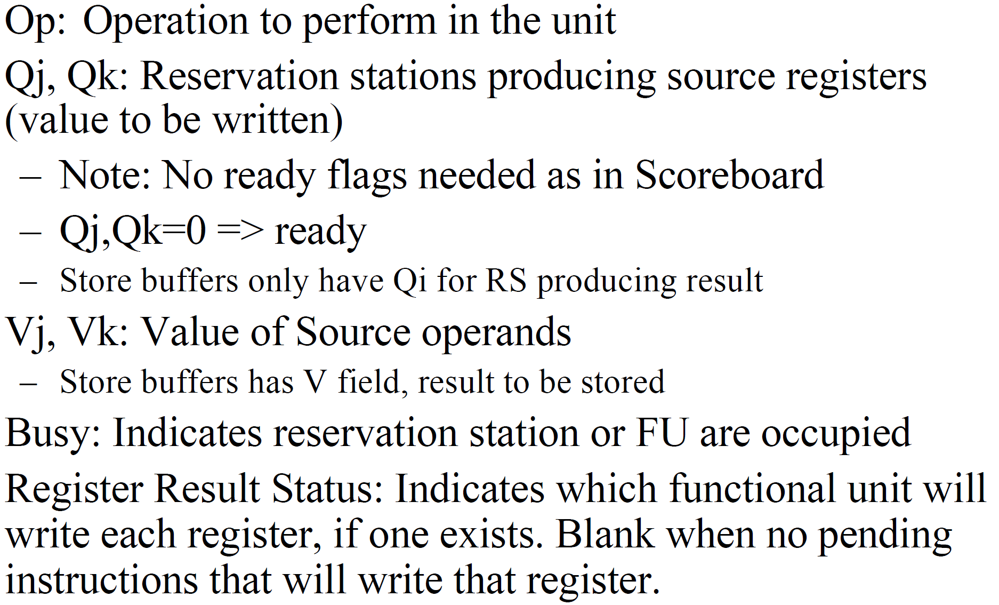 Op: Operation to perform in the unit
Qj, Qk: Reservation stations producing source registers
(value to be written)
– Note: No ready flags needed as in Scoreboard
– Qj,Qk=0 => ready
– Store buffers only have Qi for RS producing result
Vj, Vk: Value of Source operands
– Store buffers has V field, result to be stored
Busy: Indicates reservation station or FU are occupied
Register Result Status: Indicates which functional unit will
write each register, if one exists. Blank when no pending
instructions that will write that register.